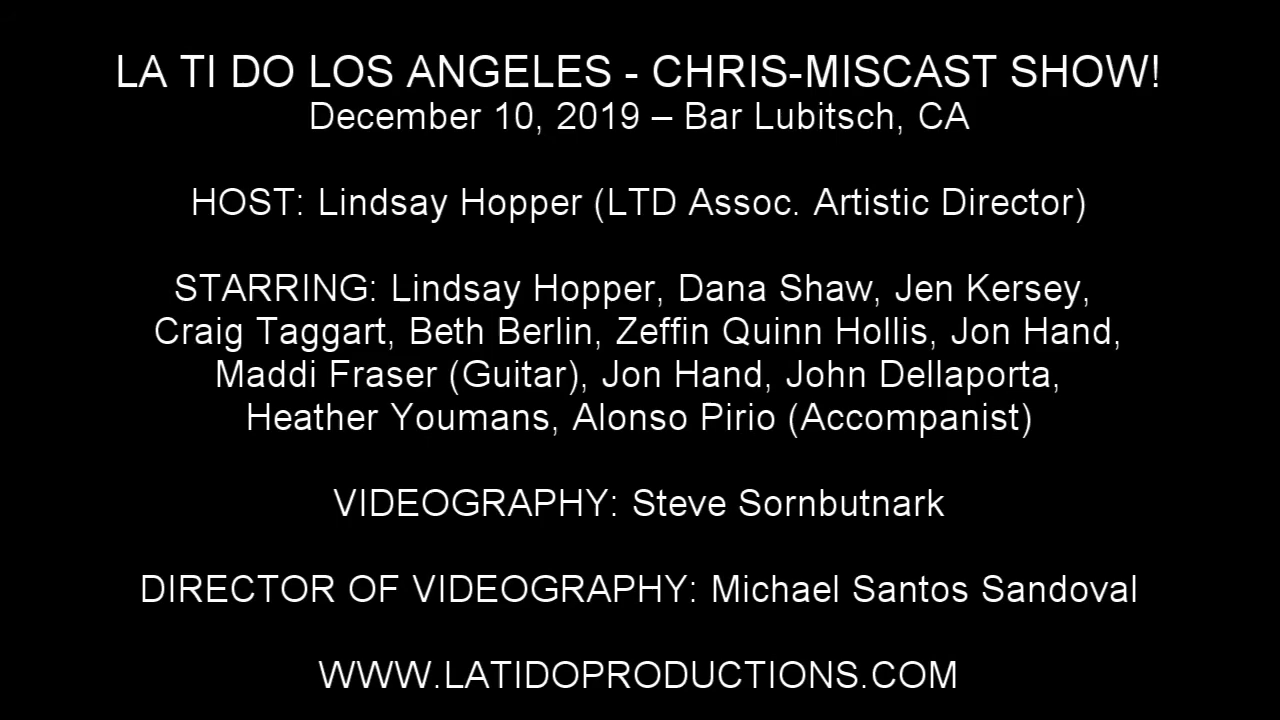 LA TI DO LOS ANGELES - CHRIS-MISCAST SHOW!
December 10, 2019 – Bar Lubitsch, CA
HOST: Lindsay Hopper (LTD Assoc. Artistic Director)
STARRING: Lindsay Hopper, Dana Shaw, Jen Kersey,
Craig Taggart, Beth Berlin, Zeffin Quinn Hollis, Jon Hand,
Maddi Fraser (Guitar), Jon Hand, John Dellaporta,
Heather Youmans, Alonso Pirio (Accompanist)
VIDEOGRAPHY: Steve Sornbutnark
DIRECTOR OF VIDEOGRAPHY: Michael Santos Sandoval
WWW.LATIDOPRODUCTIONS.COM